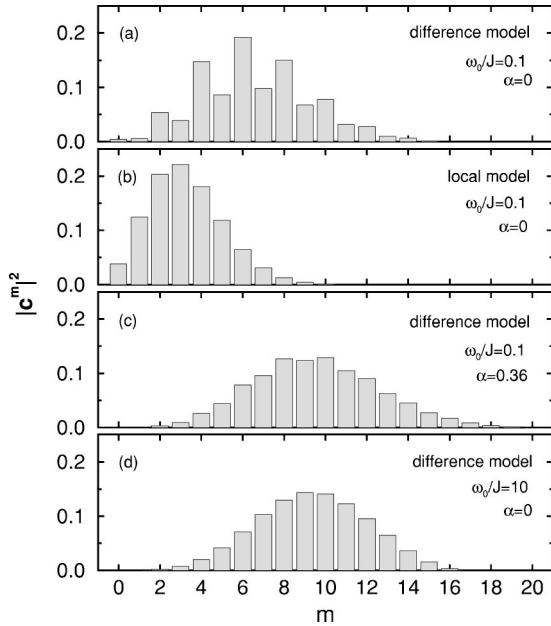 (a)
difference model
ω₀/J=0.1
α=0
0.2
0.1
0.0
(b)
local model
ω₀/J=0.1
α=0
0.2
0.1
0.0
|c^m|²
(c)
difference model
ω₀/J=0.1
α=0.36
0.2
0.1
0.0
(d)
difference model
ω₀/J=10
α=0
0.2
0.1
0.0
0 2 4 6 8 10 12 14 16 18 20
m